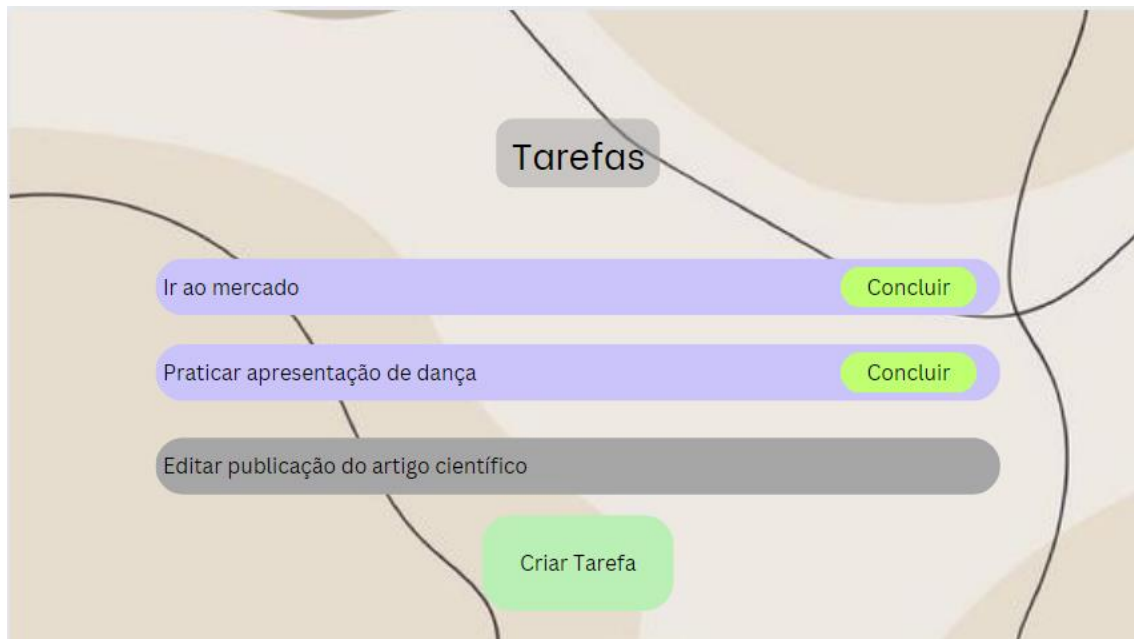 Tarefas
Ir ao mercado Concluir
Praticar apresentação de dança Concluir
Editar publicação do artigo científico
Criar Tarefa